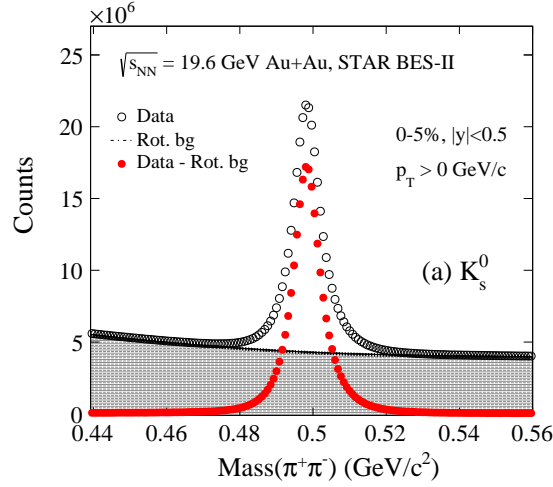 ×10⁶
√s_NN = 19.6 GeV Au+Au, STAR BES-II
Data
Rot. bg
Data - Rot. bg
0-5%, |y|<0.5
p_T > 0 GeV/c
(a) K_s^0
Counts
25
20
15
10
5
0
0.44 0.46 0.48 0.5 0.52 0.54 0.56
Mass(π⁺π⁻) (GeV/c²)